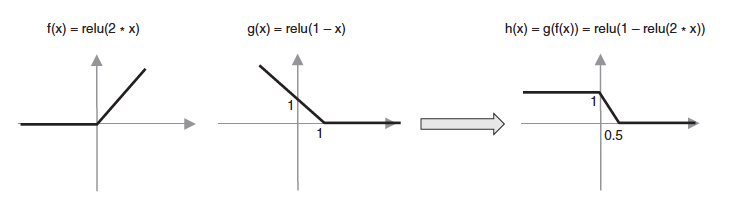 f(x) = relu(2 * x)
g(x) = relu(1 – x)
h(x) = g(f(x)) = relu(1 – relu(2 * x))
1
1
1
0.5